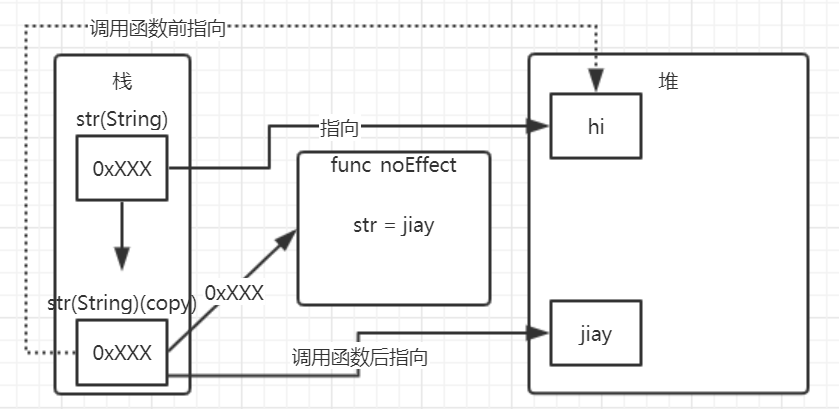 调用函数前指向
栈
堆
str(String)
0xXXX
指向
hi
func noEffect
str = jiay
str(String)(copy)
0xXXX
0xXXX
调用函数后指向
jiay